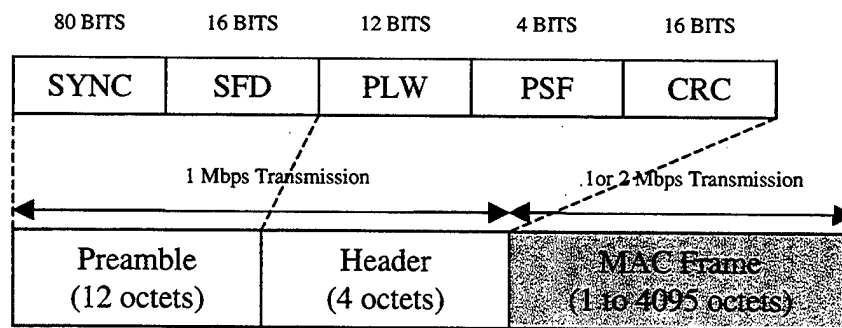 80 BITS 16 BITS 12 BITS 4 BITS 16 BITS
SYNC SFD PLW PSF CRC
1 Mbps Transmission .1or 2 Mbps Transmission
Preamble Header MAC Frame
(12 octets) (4 octets) (1 to 4095 octets)